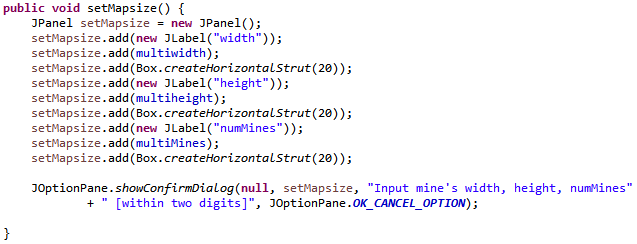 public void setMapsize() {
    JPanel setMapsize = new JPanel();
    setMapsize.add(new JLabel("width"));
    setMapsize.add(multiwidth);
    setMapsize.add(Box.createHorizontalStrut(20));
    setMapsize.add(new JLabel("height"));
    setMapsize.add(multiheight);
    setMapsize.add(Box.createHorizontalStrut(20));
    setMapsize.add(new JLabel("numMines"));
    setMapsize.add(multiMines);
    setMapsize.add(Box.createHorizontalStrut(20));

    JOptionPane.showConfirmDialog(null, setMapsize, "Input mine's width, height, numMines"
            + " [within two digits]", JOptionPane.OK_CANCEL_OPTION);

}